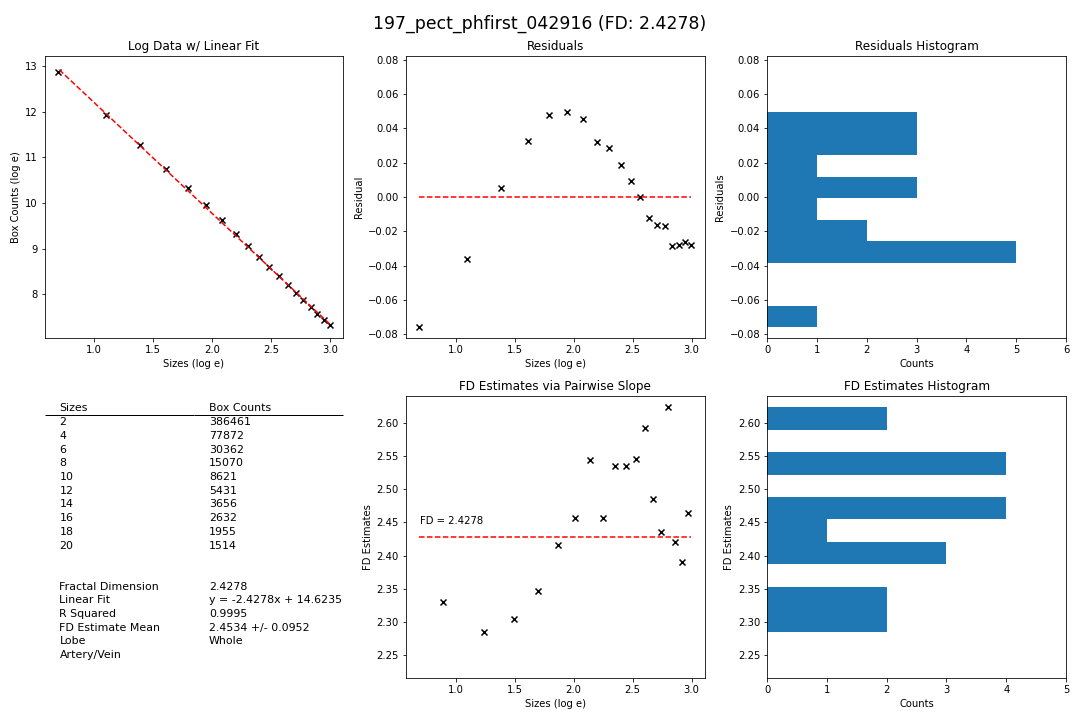 197_pect_phfirst_042916 (FD: 2.4278)
Log Data w/ Linear Fit
Box Counts (log e)
13
12
11
10
9
8
1.0 1.5 2.0 2.5 3.0
Sizes (log e)
Residuals
Residual
0.08
0.06
0.04
0.02
0.00
−0.02
−0.04
−0.06
−0.08
1.0 1.5 2.0 2.5 3.0
Sizes (log e)
Residuals Histogram
Residuals
0.08
0.06
0.04
0.02
0.00
−0.02
−0.04
−0.06
−0.08
0 1 2 3 4 5 6
Counts
Sizes Box Counts
2 386461
4 77872
6 30362
8 15070
10 8621
12 5431
14 3656
16 2632
18 1955
20 1514
Fractal Dimension 2.4278
Linear Fit y = -2.4278x + 14.6235
R Squared 0.9995
FD Estimate Mean 2.4534 +/- 0.0952
Lobe Whole
Artery/Vein
FD Estimates via Pairwise Slope
FD Estimates
2.60
2.55
2.50
2.45
2.40
2.35
2.30
2.25
FD = 2.4278
1.0 1.5 2.0 2.5 3.0
Sizes (log e)
FD Estimates Histogram
FD Estimates
2.60
2.55
2.50
2.45
2.40
2.35
2.30
2.25
0 1 2 3 4 5
Counts